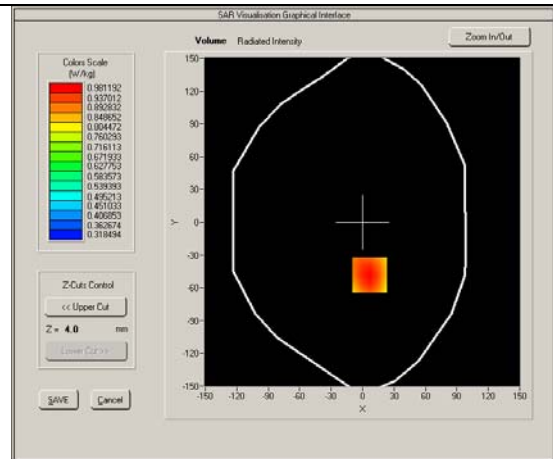 SAR Visualisation Graphical Interface
Volume Radiated Intensity
Zoom In/Out
Colors Scale
(W/kg)
0.981192
0.937012
0.892832
0.848652
0.804472
0.760293
0.716113
0.671933
0.627753
0.583573
0.539393
0.495213
0.451033
0.406853
0.362674
0.318494
Z-Cuts Control
<< Upper Cut
Z = 4.0 mm
Lower Cut >>
SAVE Cancel
150
120
90
60
30
0
-30
-60
-90
-120
-150
Y
-150 -120 -90 -60 -30 0 30 60 90 120 150
X